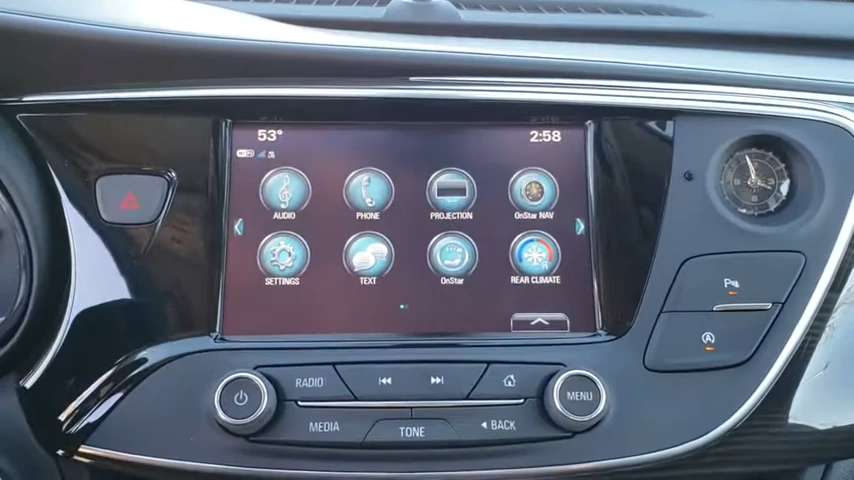 53° 2:58
AUDIO PHONE PROJECTION OnStar NAV
SETTINGS TEXT OnStar REAR CLIMATE
RADIO MENU
MEDIA TONE BACK